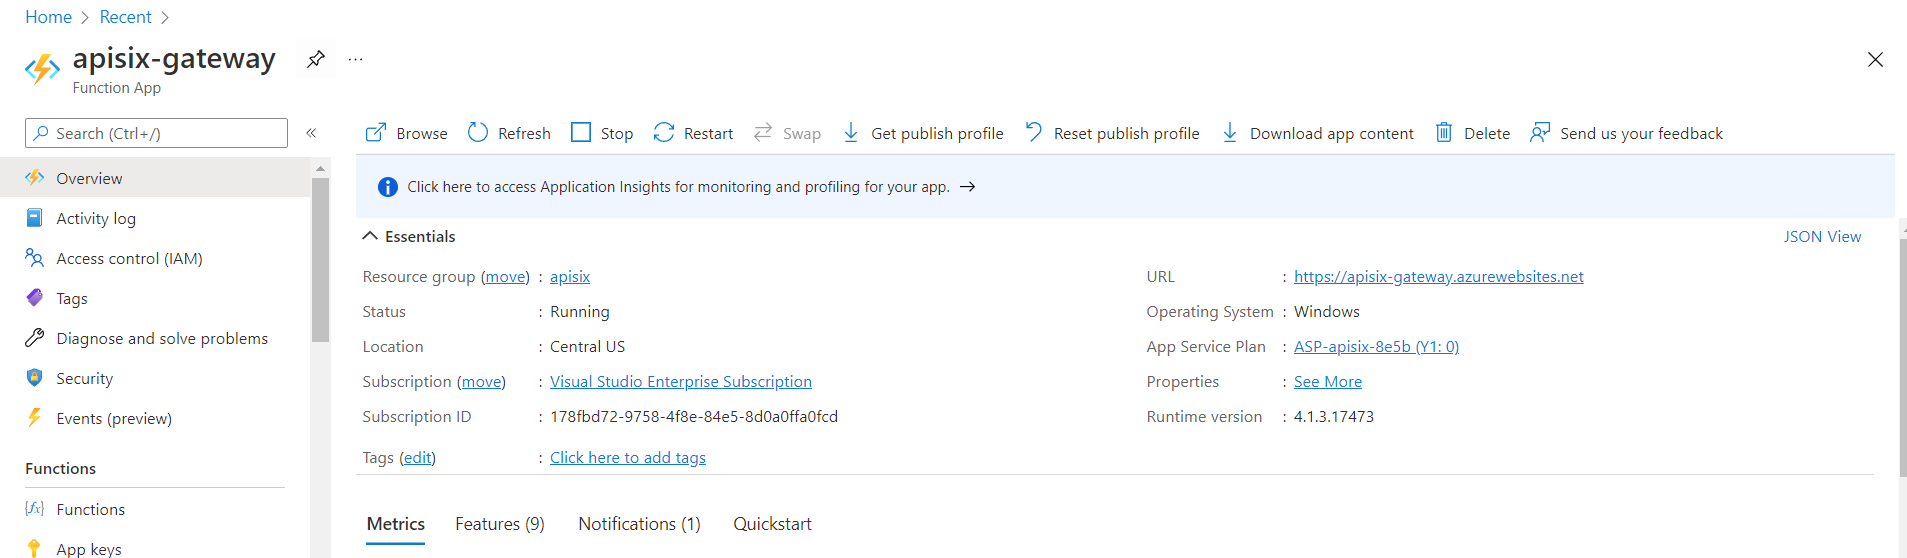 Home > Recent >
apisix-gateway ...
Function App
Search (Ctrl+/) «
Browse Refresh Stop Restart Swap Get publish profile Reset publish profile Download app content Delete Send us your feedback
Click here to access Application Insights for monitoring and profiling for your app. →
Overview
Activity log
Access control (IAM)
Tags
Diagnose and solve problems
Security
Events (preview)
Functions
Functions
App keys
Essentials JSON View
Resource group (move) : apisix
Status : Running
Location : Central US
Subscription (move) : Visual Studio Enterprise Subscription
Subscription ID : 178fbd72-9758-4f8e-84e5-8d0a0ffa0fcd
Tags (edit) : Click here to add tags
URL : https://apisix-gateway.azurewebsites.net
Operating System : Windows
App Service Plan : ASP-apisix-8e5b (Y1: 0)
Properties : See More
Runtime version : 4.1.3.17473
Metrics Features (9) Notifications (1) Quickstart